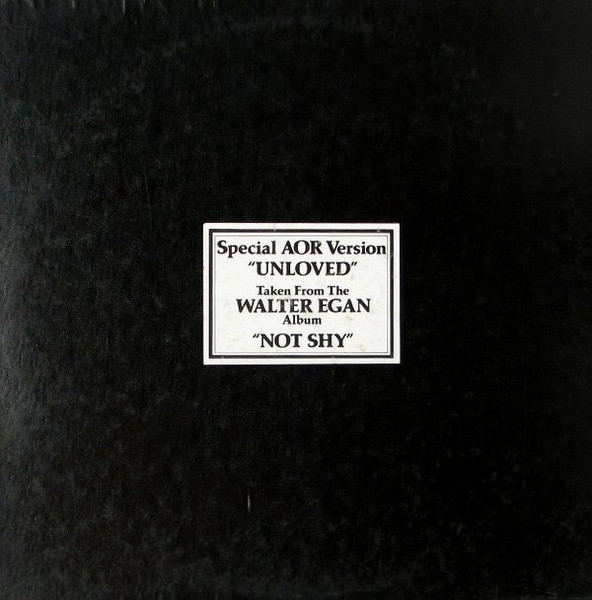 Special AOR Version
“UNLOVED”
Taken From The
WALTER EGAN
Album
“NOT SHY”